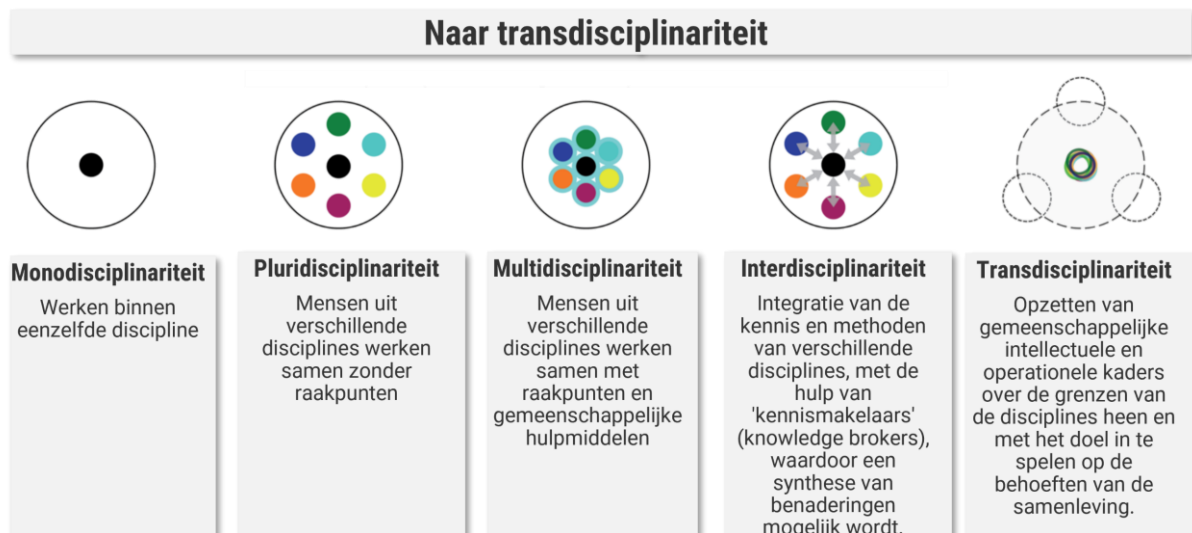 Naar transdisciplinariteit
Monodisciplinariteit
Werken binnen
eenzelfde discipline
Pluridisciplinariteit
Mensen uit
verschillende
disciplines werken
samen zonder
raakpunten
Multidisciplinariteit
Mensen uit
verschillende
disciplines werken
samen met
raakpunten en
gemeenschappelijke
hulpmiddelen
Interdisciplinariteit
Integratie van de
kennis en methoden
van verschillende
disciplines, met de
hulp van
'kennismakelaars'
(knowledge brokers),
waardoor een
synthese van
benaderingen
mogelijk wordt.
Transdisciplinariteit
Opzetten van
gemeenschappelijke
intellectuele en
operationele kaders
over de grenzen van
de disciplines heen en
met het doel in te
spelen op de
behoeften van de
samenleving.